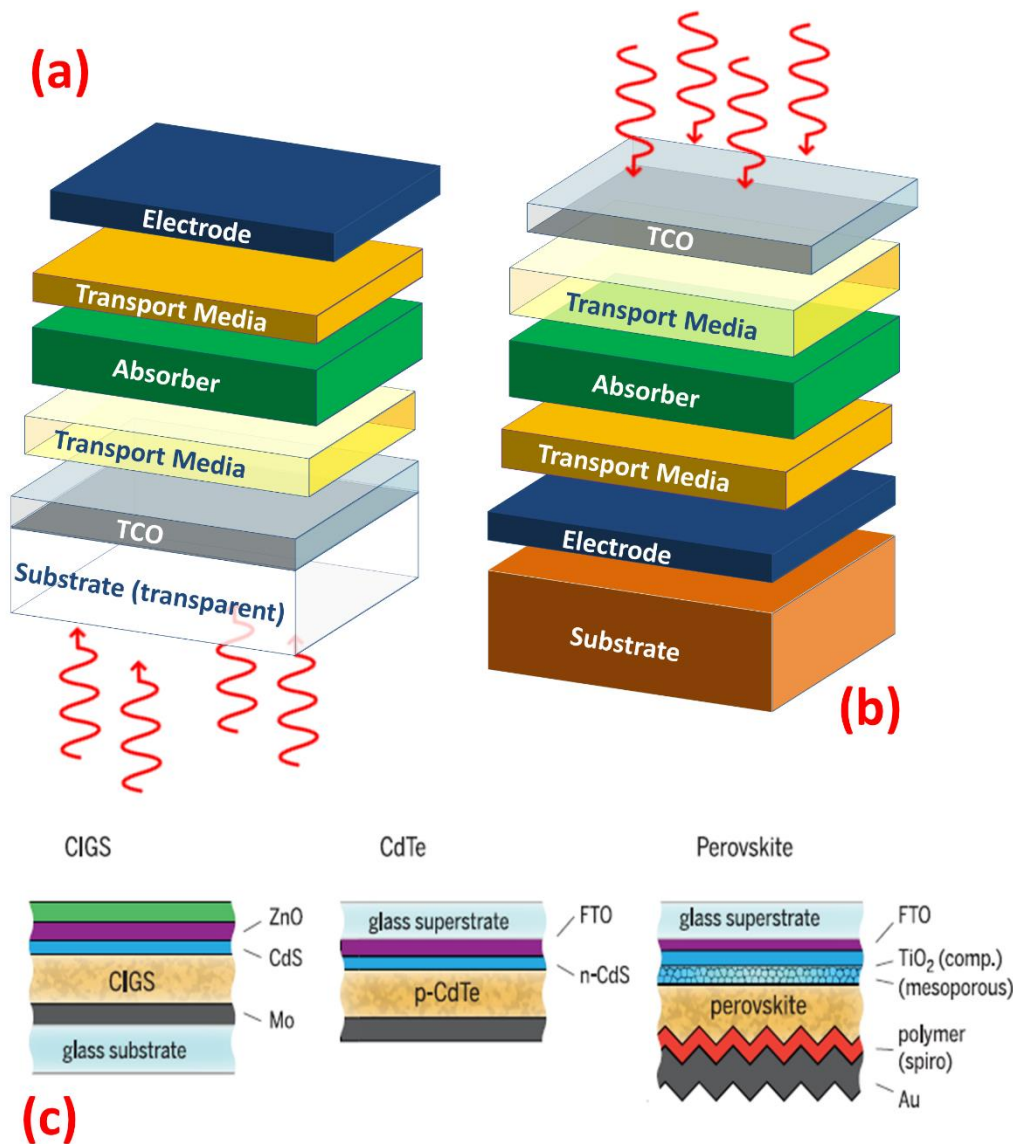 (a)
Electrode
Transport Media
Absorber
Transport Media
TCO
Substrate (transparent)
TCO
Transport Media
Absorber
Transport Media
Electrode
Substrate
(b)
CIGS
ZnO
CdS
CIGS
Mo
glass substrate
CdTe
glass superstrate
FTO
n-CdS
p-CdTe
Perovskite
glass superstrate
FTO
TiO₂ (comp.)
(mesoporous)
perovskite
polymer
(spiro)
Au
(c)